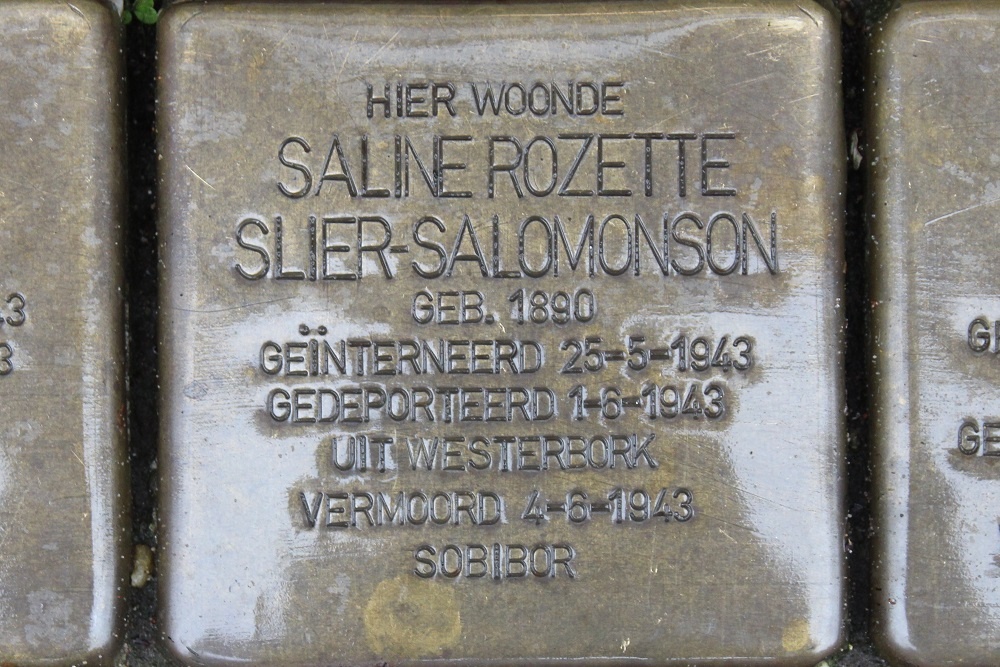 HIER WOONDE
SALINE ROZETTE
SLIER-SALOMONSON
GEB. 1890
GEÏNTERNEERD 25-5-1943
GEDEPORTEERD 1-6-1943
UIT WESTERBORK
VERMOORD 4-6-1943
SOBIBOR